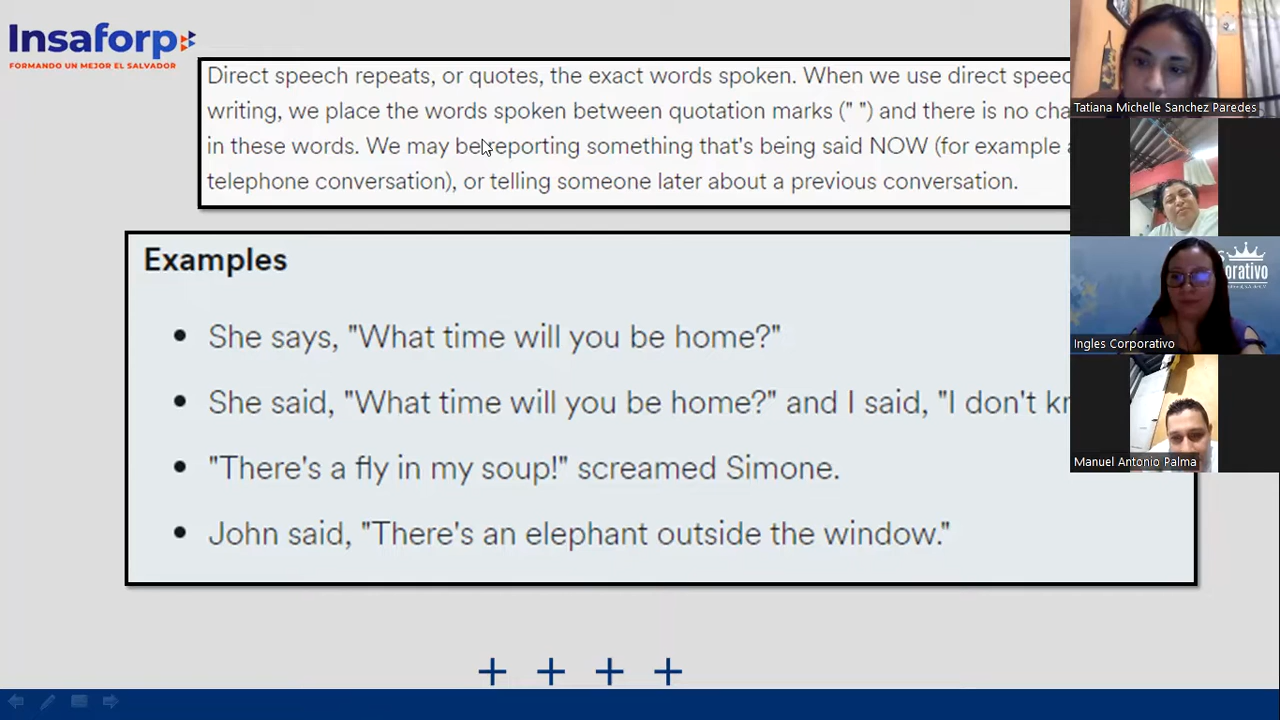 Insaforp
FORMANDO UN MEJOR EL SALVADOR
Direct speech repeats, or quotes, the exact words spoken. When we use direct
writing, we place the words spoken between quotation marks (" ") and there is no
in these words. We may be reporting something that's being said NOW (for example
telephone conversation), or telling someone later about a previous conversation.
Examples
• She says, "What time will you be home?"
• She said, "What time will you be home?" and I said, "I don't
• "There's a fly in my soup!" screamed Simone.
• John said, "There's an elephant outside the window."
+ + + +
Tatiana Michelle Sanchez Paredes
Ingles Corporativo
Manuel Antonio Palma